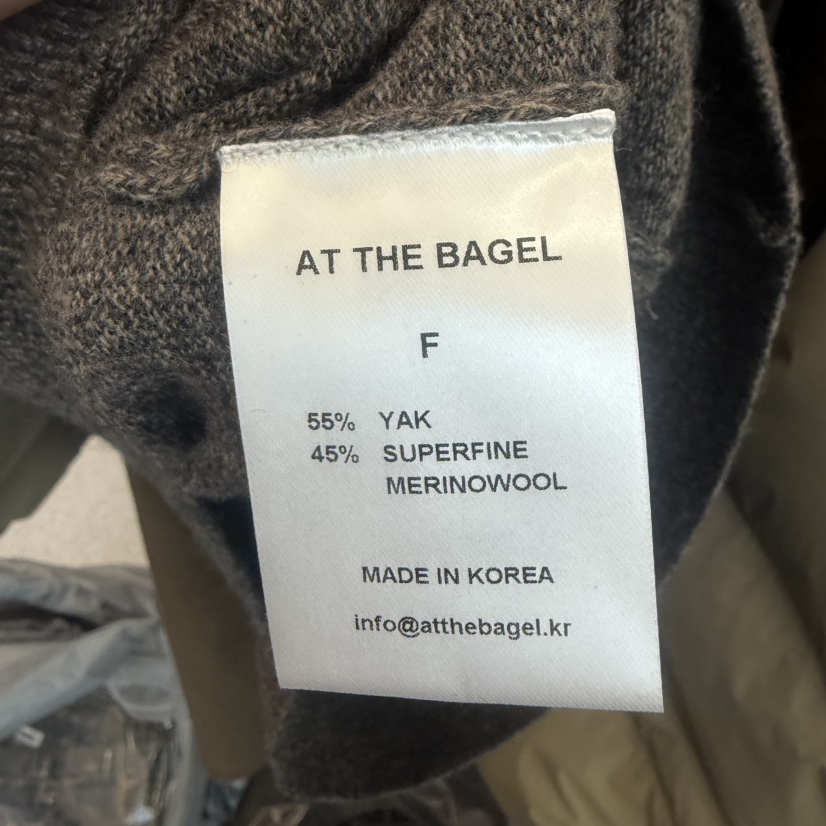 AT THE BAGEL
F
55% YAK
45% SUPERFINE
MERINOWOOL
MADE IN KOREA
info@atthebagel.kr